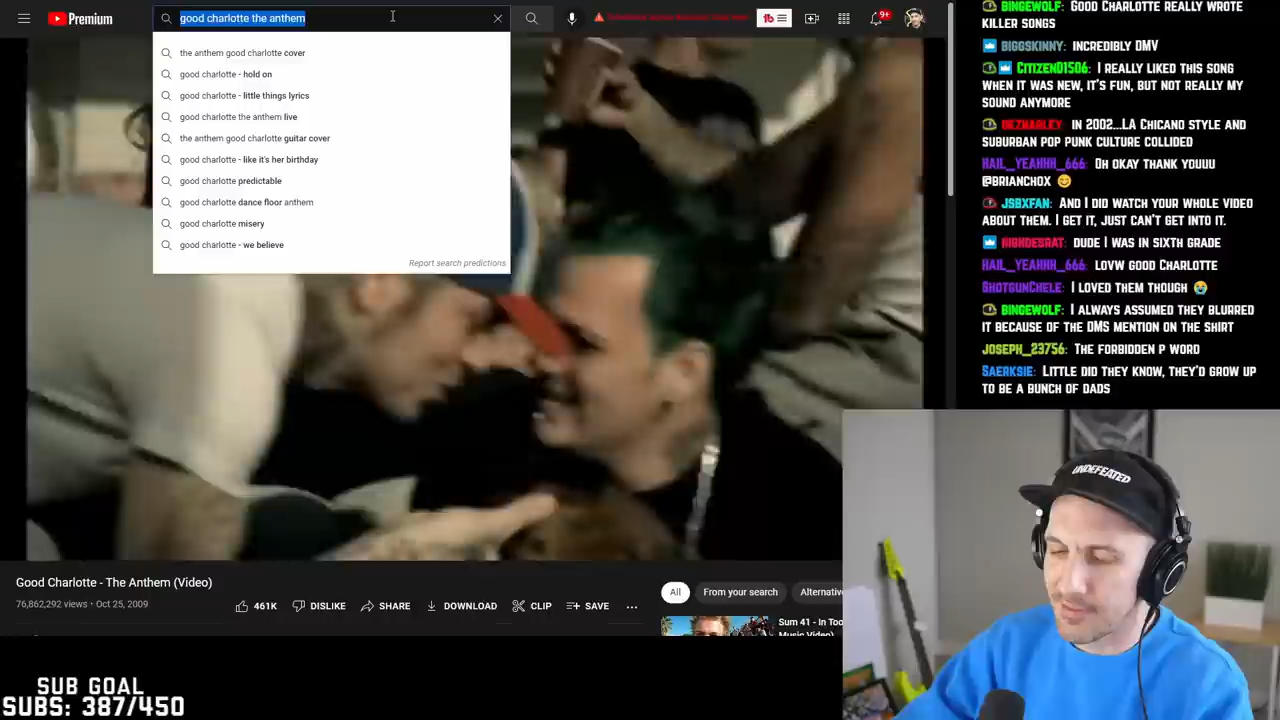 Premium
good charlotte the anthem
9+
the anthem good charlotte cover
good charlotte - hold on
good charlotte - little things lyrics
good charlotte the anthem live
the anthem good charlotte guitar cover
good charlotte - like it's her birthday
good charlotte predictable
good charlotte dance floor anthem
good charlotte misery
good charlotte - we believe
Report search predictions
Good Charlotte - The Anthem (Video)
76,862,292 views • Oct 25, 2009
461K
DISLIKE
SHARE
DOWNLOAD
CLIP
SAVE
All
From your search
Alternativ
Sum 41 - In Too
Music Video)
SUB GOAL
SUBS: 387/450
BINGEWOLF: GOOD CHARLOTTE REALLY WROTE
KILLER SONGS
BIGGSKINNY: INCREDIBLY DMV
CITIZEN01506: I REALLY LIKED THIS SONG
WHEN IT WAS NEW, IT'S FUN, BUT NOT REALLY MY
SOUND ANYMORE
IN 2002...LA CHICANO STYLE AND
SUBURBAN POP PUNK CULTURE COLLIDED
HAIL_YEAHHH_666: OH OKAY THANK YOUUU
@BRIANCHOX 😊
JSBXFAN: AND I DID WATCH YOUR WHOLE VIDEO
ABOUT THEM. I GET IT, JUST CAN'T GET INTO IT.
HIGHDESRAT: DUDE I WAS IN SIXTH GRADE
HAIL_YEAHHH_666: LOVW GOOD CHARLOTTE
SHOTGUNCHELE: I LOVED THEM THOUGH 😭
BINGEWOLF: I ALWAYS ASSUMED THEY BLURRED
IT BECAUSE OF THE DMS MENTION ON THE SHIRT
JOSEPH_23756: THE FORBIDDEN P WORD
SAERKSIE: LITTLE DID THEY KNOW, THEY'D GROW UP
TO BE A BUNCH OF DADS
UNDEFEATED